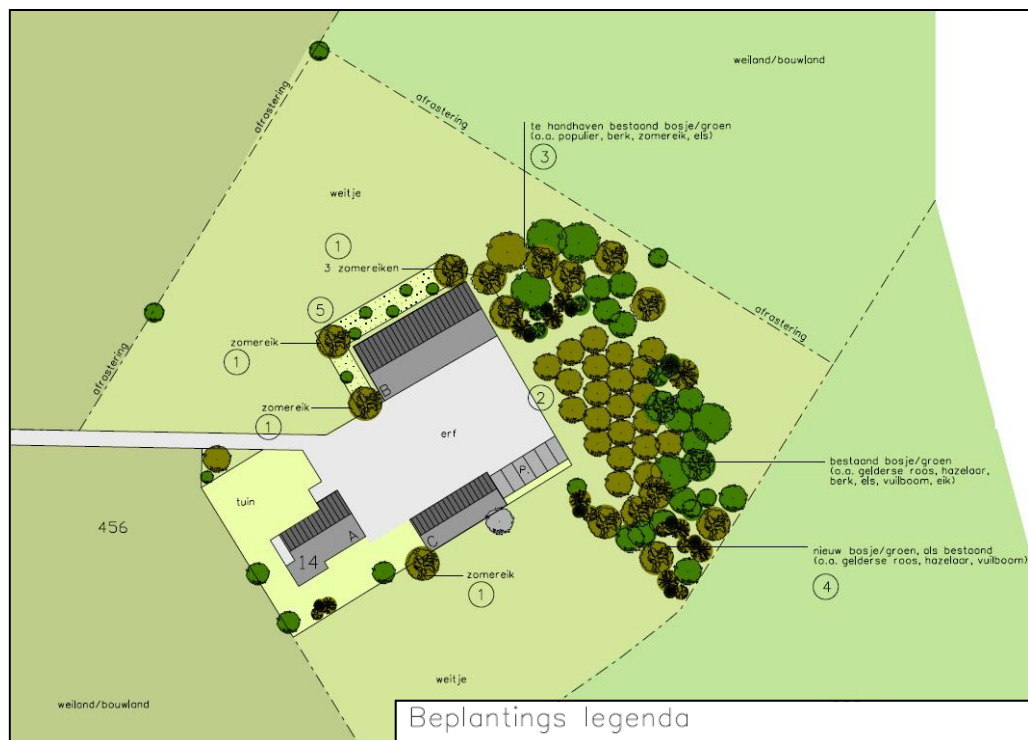 weiland/bouwland
afrastering
afrastering
te handhaven bestaand bosje/groen
(o.a. populier, berk, zomereik, els)
3
weitje
1
3 zomereiken
5
zomereik
1
afrastering
afrastering
B
2
zomereik
1
erf
P.
bestaand bosje/groen
(o.a. gelderse roos, hazelaar,
berk, els, vuilboom, eik)
tuin
456
A
C
14
nieuw bosje/groen, als bestaand
(o.a. gelderse roos, hazelaar, vuilboom)
4
zomereik
1
weitje
weiland/bouwland
Beplantings legenda